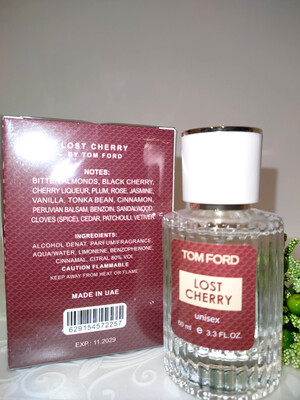 LOST CHERRY
BY TOM FORD
NOTES:
BITTER ALMONDS, BLACK CHERRY,
CHERRY LIQUEUR, PLUM, ROSE, JASMINE,
VANILLA, TONKA BEAN, CINNAMON,
PERUVIAN BALSAM, BENZOIN, SANDALWOOD,
CLOVES (SPICE), CEDAR, PATCHOULI, VETIVER
INGREDIENTS:
ALCOHOL DENAT, PARFUM/FRAGRANCE
AQUA/WATER, LIMONENE, BENZOPHENONE,
CINNAMAL, CITRAL 80% VOL
CAUTION FLAMMABLE
KEEP AWAY FROM HEAT OR FLAME
MADE IN UAE
629154572257
EXP: 11.2029
TOM FORD
LOST
CHERRY
unisex
60 ml e 3.3 FL OZ